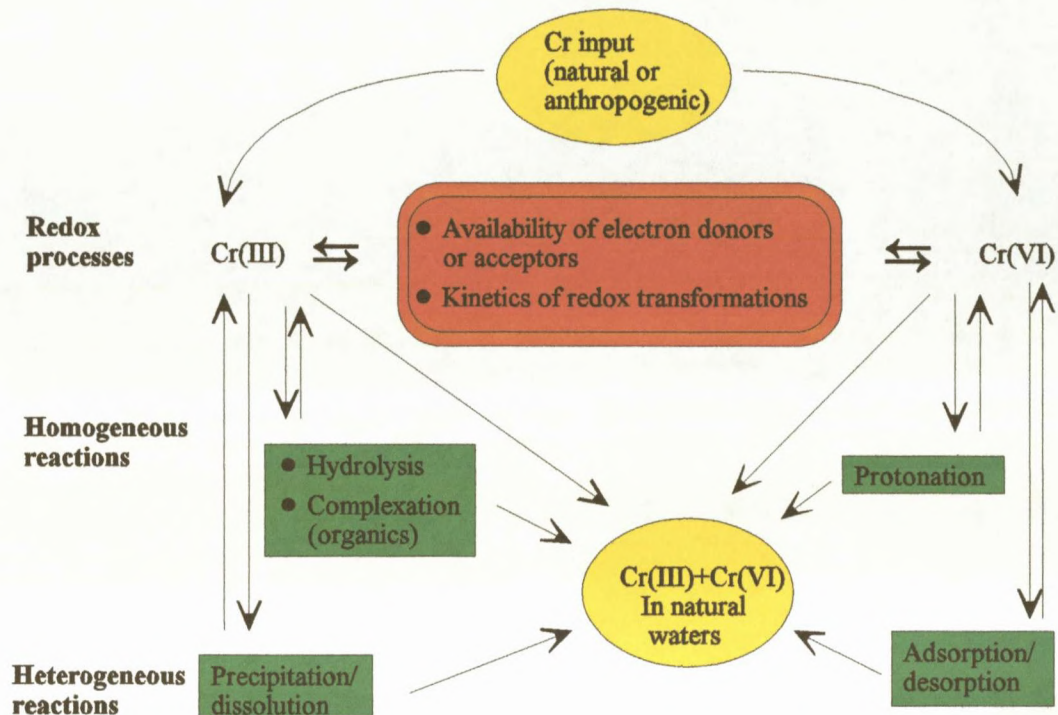 Cr input
(natural or
anthropogenic)
Redox
processes
Cr(III)
• Availability of electron donors
or acceptors
• Kinetics of redox transformations
Cr(VI)
Homogeneous
reactions
• Hydrolysis
• Complexation
(organics)
Protonation
Cr(III)+Cr(VI)
In natural
waters
Heterogeneous
reactions
Precipitation/
dissolution
Adsorption/
desorption